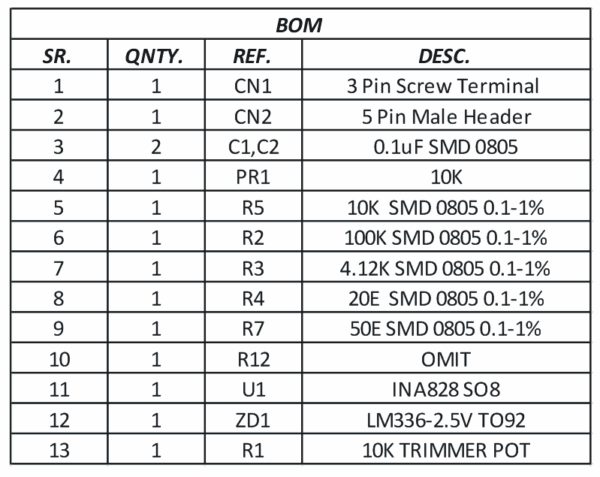 BOM
SR. QNTY. REF. DESC.
1 1 CN1 3 Pin Screw Terminal
2 1 CN2 5 Pin Male Header
3 2 C1,C2 0.1uF SMD 0805
4 1 PR1 10K
5 1 R5 10K SMD 0805 0.1-1%
6 1 R2 100K SMD 0805 0.1-1%
7 1 R3 4.12K SMD 0805 0.1-1%
8 1 R4 20E SMD 0805 0.1-1%
9 1 R7 50E SMD 0805 0.1-1%
10 1 R12 OMIT
11 1 U1 INA828 SO8
12 1 ZD1 LM336-2.5V TO92
13 1 R1 10K TRIMMER POT